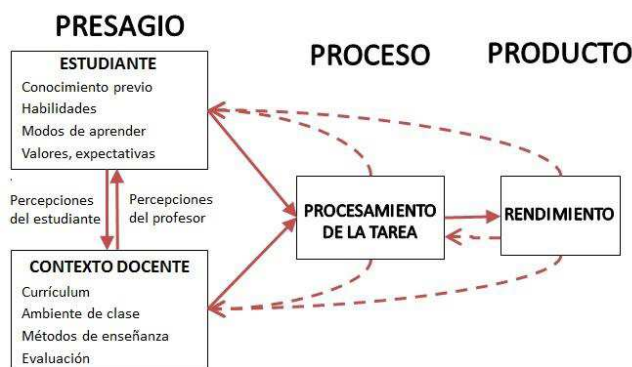 PRESAGIO
PROCESO
PRODUCTO
ESTUDIANTE
Conocimiento previo
Habilidades
Modos de aprender
Valores, expectativas
Percepciones
del estudiante
Percepciones
del profesor
PROCESAMIENTO
DE LA TAREA
RENDIMIENTO
CONTEXTO DOCENTE
Currículum
Ambiente de clase
Métodos de enseñanza
Evaluación